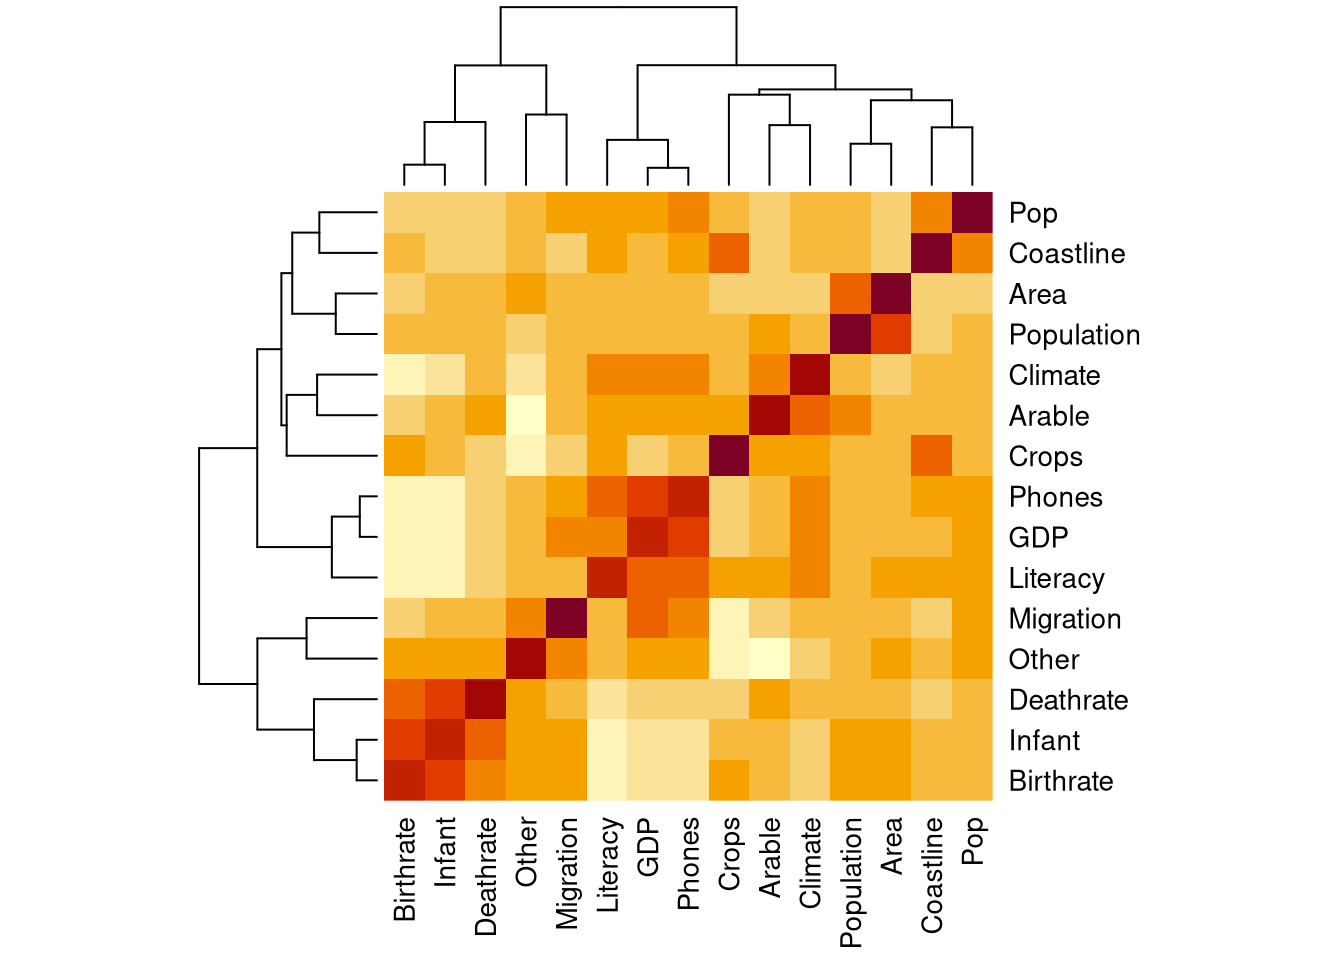 Pop
Coastline
Area
Population
Climate
Arable
Crops
Phones
GDP
Literacy
Migration
Other
Deathrate
Infant
Birthrate
Birthrate
Infant
Deathrate
Other
Migration
Literacy
GDP
Phones
Crops
Arable
Climate
Population
Area
Coastline
Pop